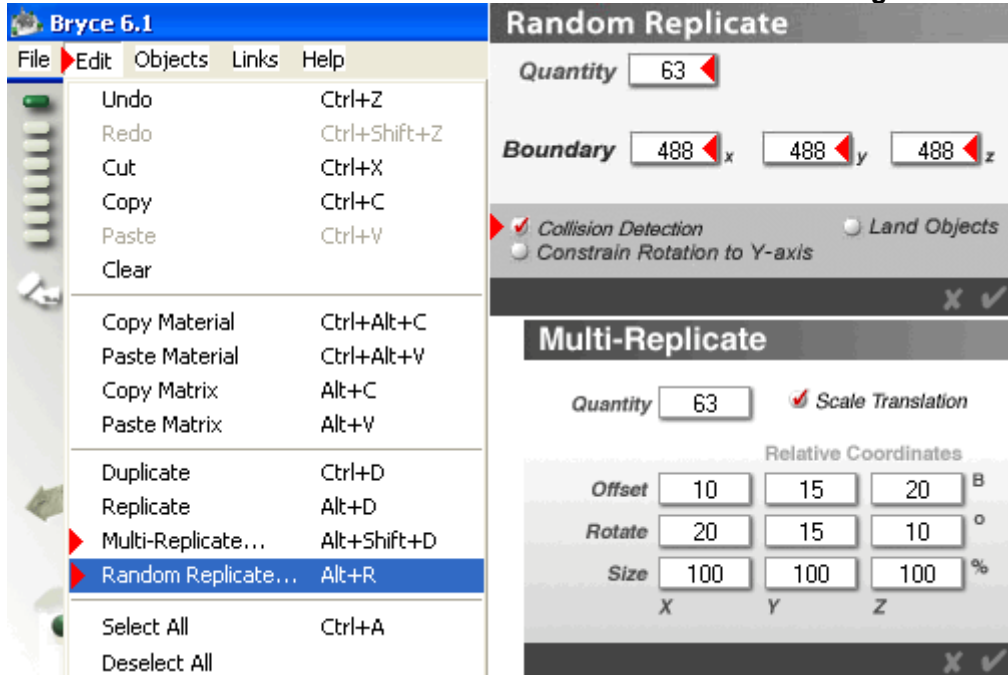 Bryce 6.1
File Edit Objects Links Help
Undo Ctrl+Z
Redo Ctrl+Shift+Z
Cut Ctrl+X
Copy Ctrl+C
Paste Ctrl+V
Clear
Copy Material Ctrl+Alt+C
Paste Material Ctrl+Alt+V
Copy Matrix Alt+C
Paste Matrix Alt+V
Duplicate Ctrl+D
Replicate Alt+D
Multi-Replicate... Alt+Shift+D
Random Replicate... Alt+R
Select All Ctrl+A
Deselect All
Random Replicate
Quantity 63
Boundary 488 x 488 y 488 z
Collision Detection Land Objects
Constrain Rotation to Y-axis
Multi-Replicate
Quantity 63 Scale Translation
Relative Coordinates
Offset 10 15 20 B
Rotate 20 15 10 °
Size 100 100 100 %
X Y Z